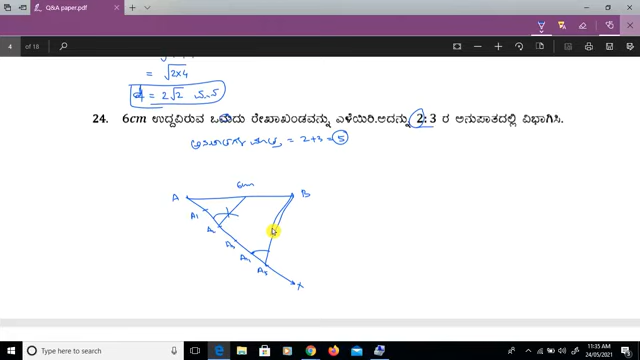 Q&A paper.pdf
4 of 18
= √2×4
d = 2√2 ಮೂ.ಮಾ
24. 6cm ಉದ್ದವಿರುವ ಒಂದು ರೇಖಾಖಂಡವನ್ನು ಎಳೆಯಿರಿ.ಅದನ್ನು 2:3 ರ ಅನುಪಾತದಲ್ಲಿ ವಿಭಾಗಿಸಿ.
= 2+3 = 5
6cm
A B
A1
A2
A3
A4
A5
X
Type here to search
11:35 AM
ENG
24/05/2021